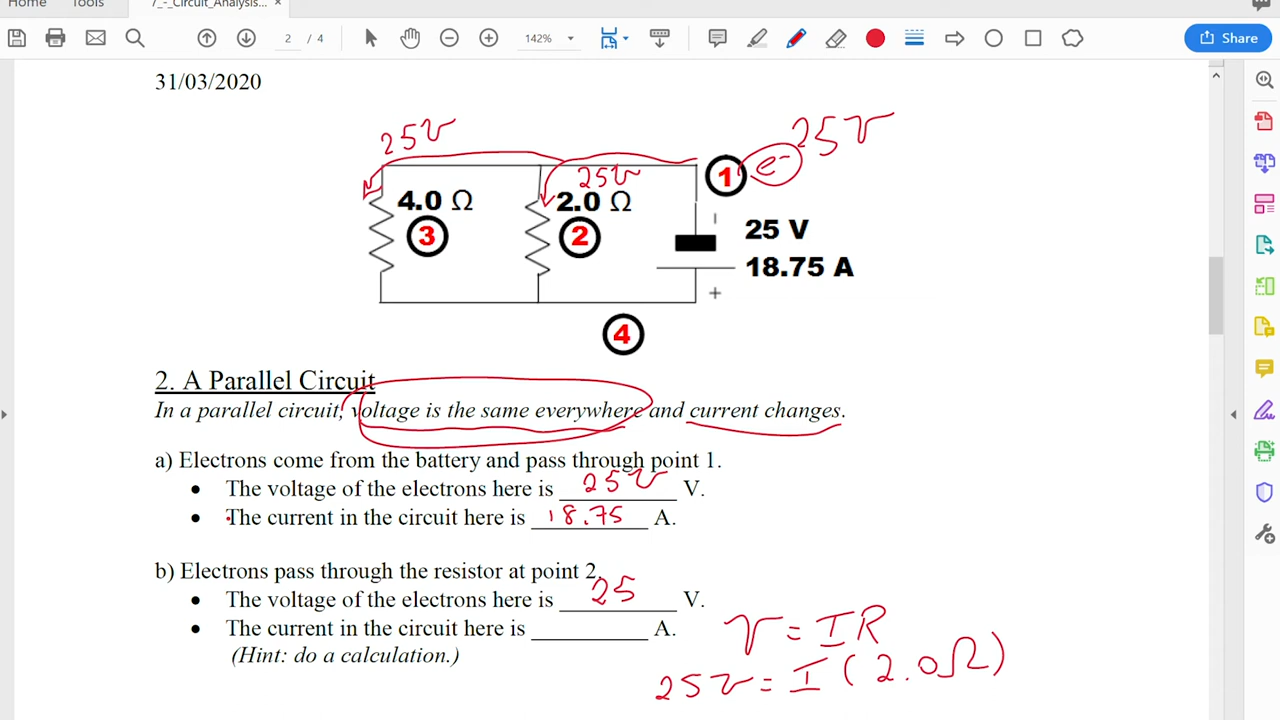 Home Tools 7_-_Circuit_Analysis... ×
2 / 4 142% Share
31/03/2020
25V 25V
e-
25V
1
4.0 Ω 2.0 Ω
3 2 25 V
18.75 A
+
4
2. A Parallel Circuit
In a parallel circuit, voltage is the same everywhere and current changes.
a) Electrons come from the battery and pass through point 1.
• The voltage of the electrons here is 25V V.
• The current in the circuit here is 18.75 A.
b) Electrons pass through the resistor at point 2.
• The voltage of the electrons here is 25 V.
• The current in the circuit here is ___________ A.
(Hint: do a calculation.)
V = IR
25V = I (2.0Ω)